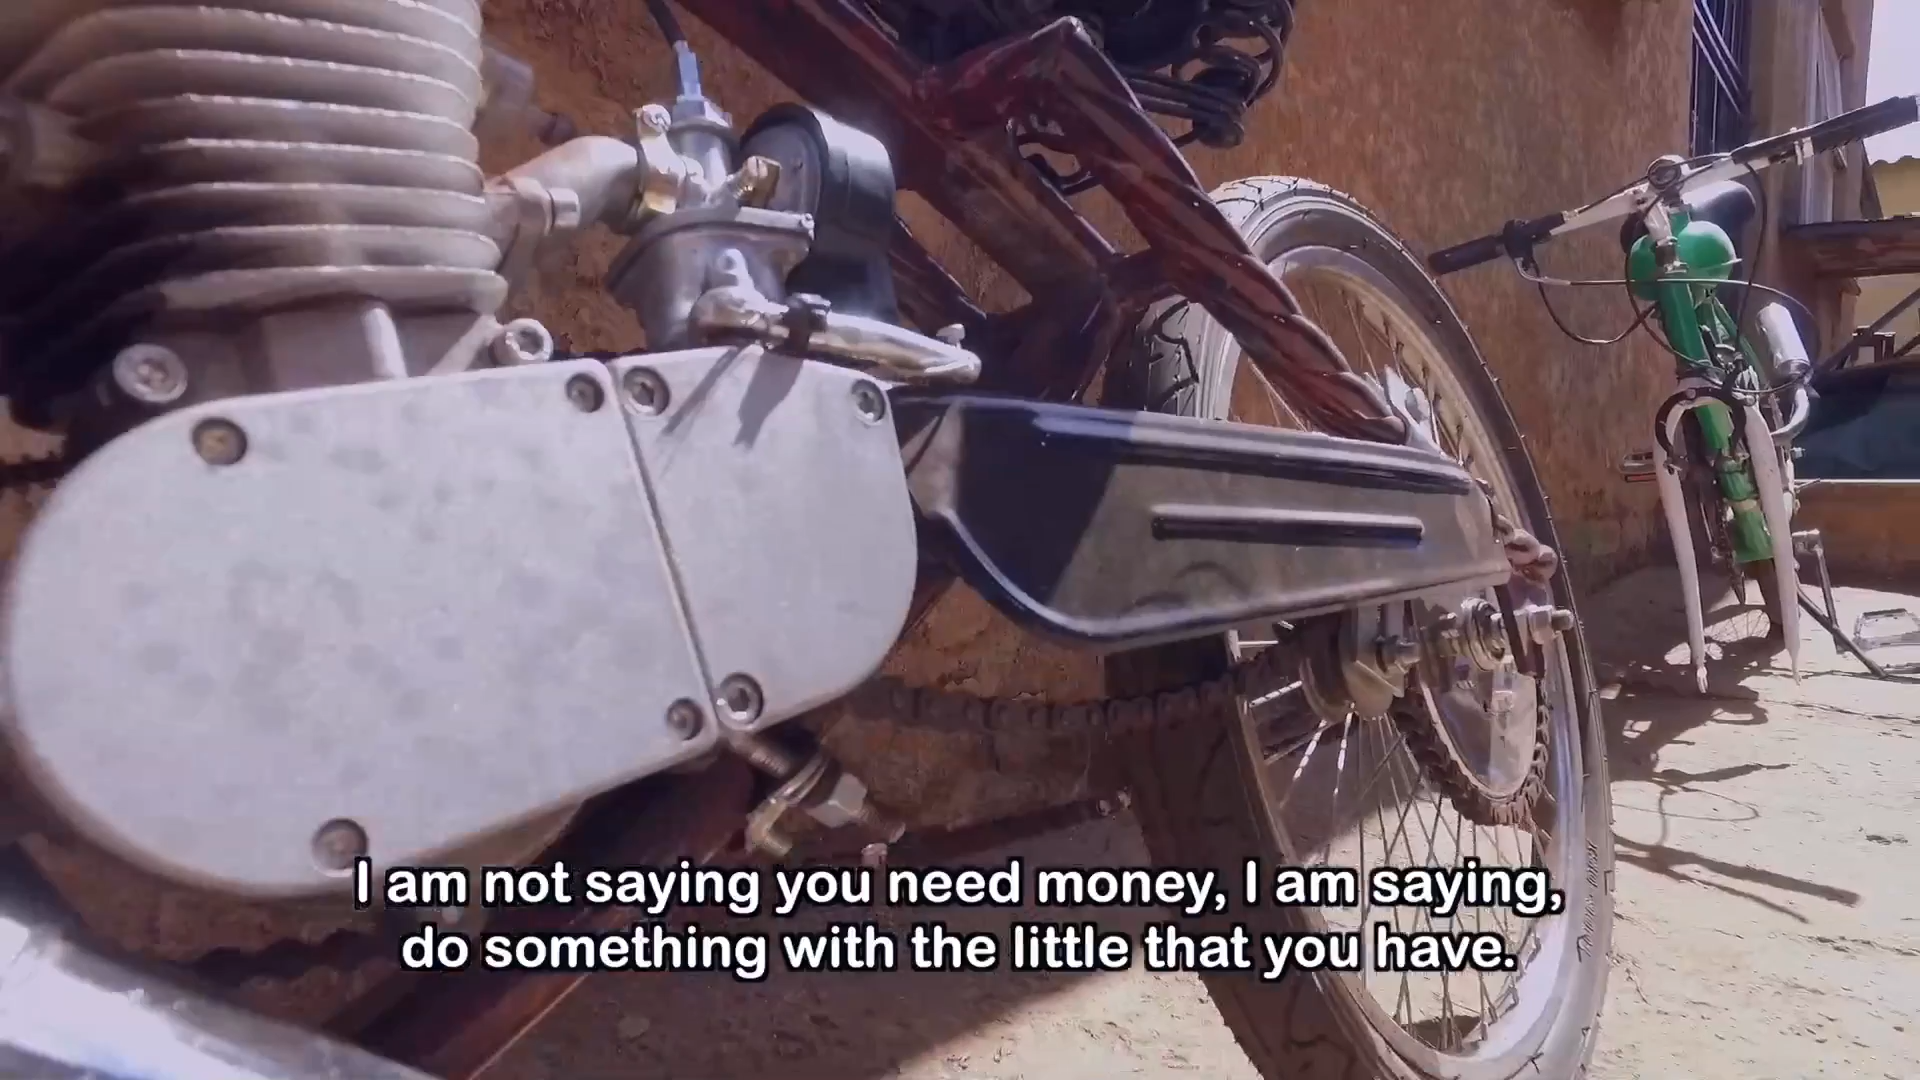 I am not saying you need money, I am saying,
do something with the little that you have.